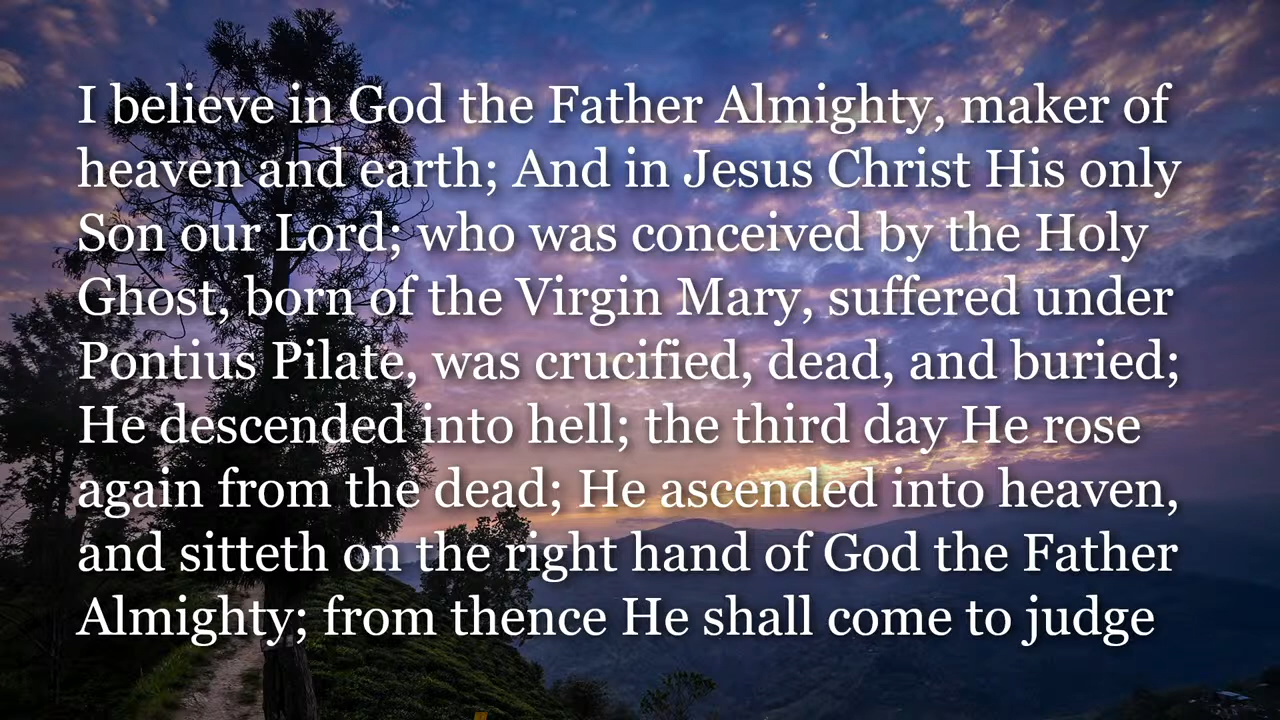 I believe in God the Father Almighty, maker of
heaven and earth; And in Jesus Christ His only
Son our Lord; who was conceived by the Holy
Ghost, born of the Virgin Mary, suffered under
Pontius Pilate, was crucified, dead, and buried;
He descended into hell; the third day He rose
again from the dead; He ascended into heaven,
and sitteth on the right hand of God the Father
Almighty; from thence He shall come to judge